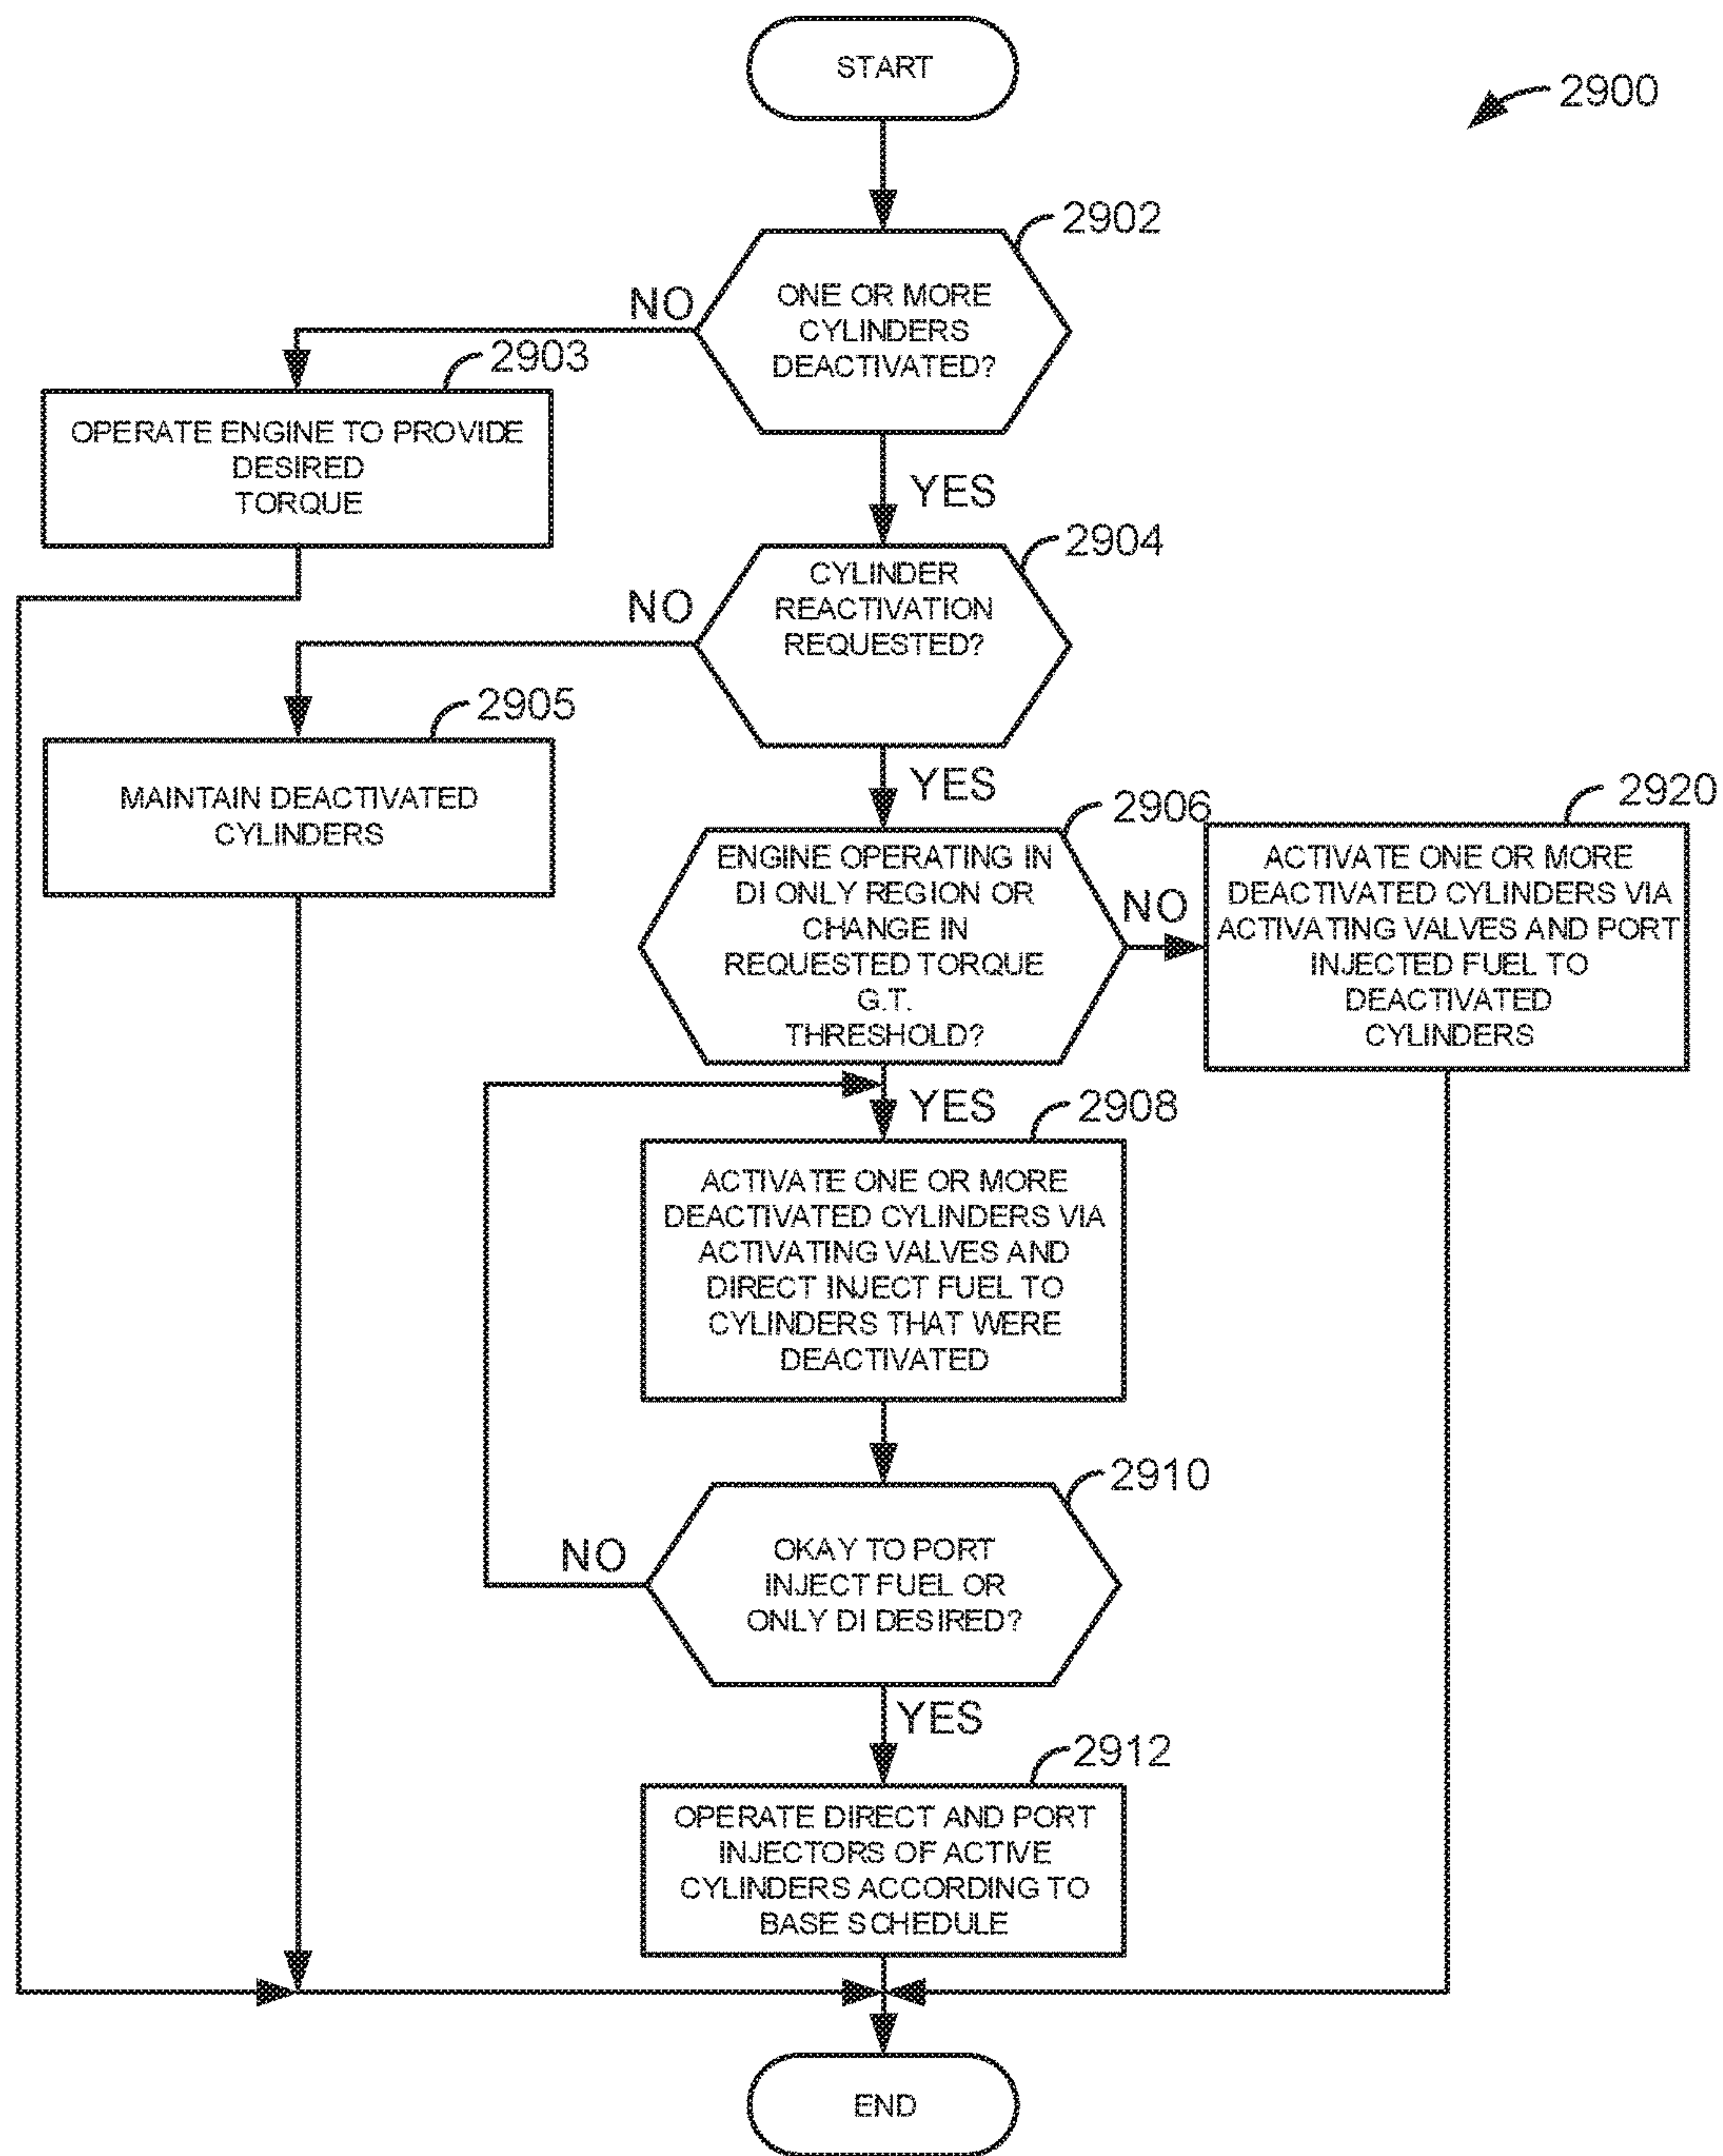 START
2900
2902
ONE OR MORE
CYLINDERS
DEACTIVATED?
NO
2903
OPERATE ENGINE TO PROVIDE
DESIRED
TORQUE
YES
2904
CYLINDER
REACTIVATION
REQUESTED?
NO
2905
MAINTAIN DEACTIVATED
CYLINDERS
YES
2906
ENGINE OPERATING IN
DI ONLY REGION OR
CHANGE IN
REQUESTED TORQUE
G.T.
THRESHOLD?
NO
2920
ACTIVATE ONE OR MORE
DEACTIVATED CYLINDERS VIA
ACTIVATING VALVES AND PORT
INJECTED FUEL TO
DEACTIVATED
CYLINDERS
YES
2908
ACTIVATE ONE OR MORE
DEACTIVATED CYLINDERS VIA
ACTIVATING VALVES AND
DIRECT INJECT FUEL TO
CYLINDERS THAT WERE
DEACTIVATED
2910
OKAY TO PORT
INJECT FUEL OR
ONLY DI DESIRED?
NO
YES
2912
OPERATE DIRECT AND PORT
INJECTORS OF ACTIVE
CYLINDERS ACCORDING TO
BASE SCHEDULE
END